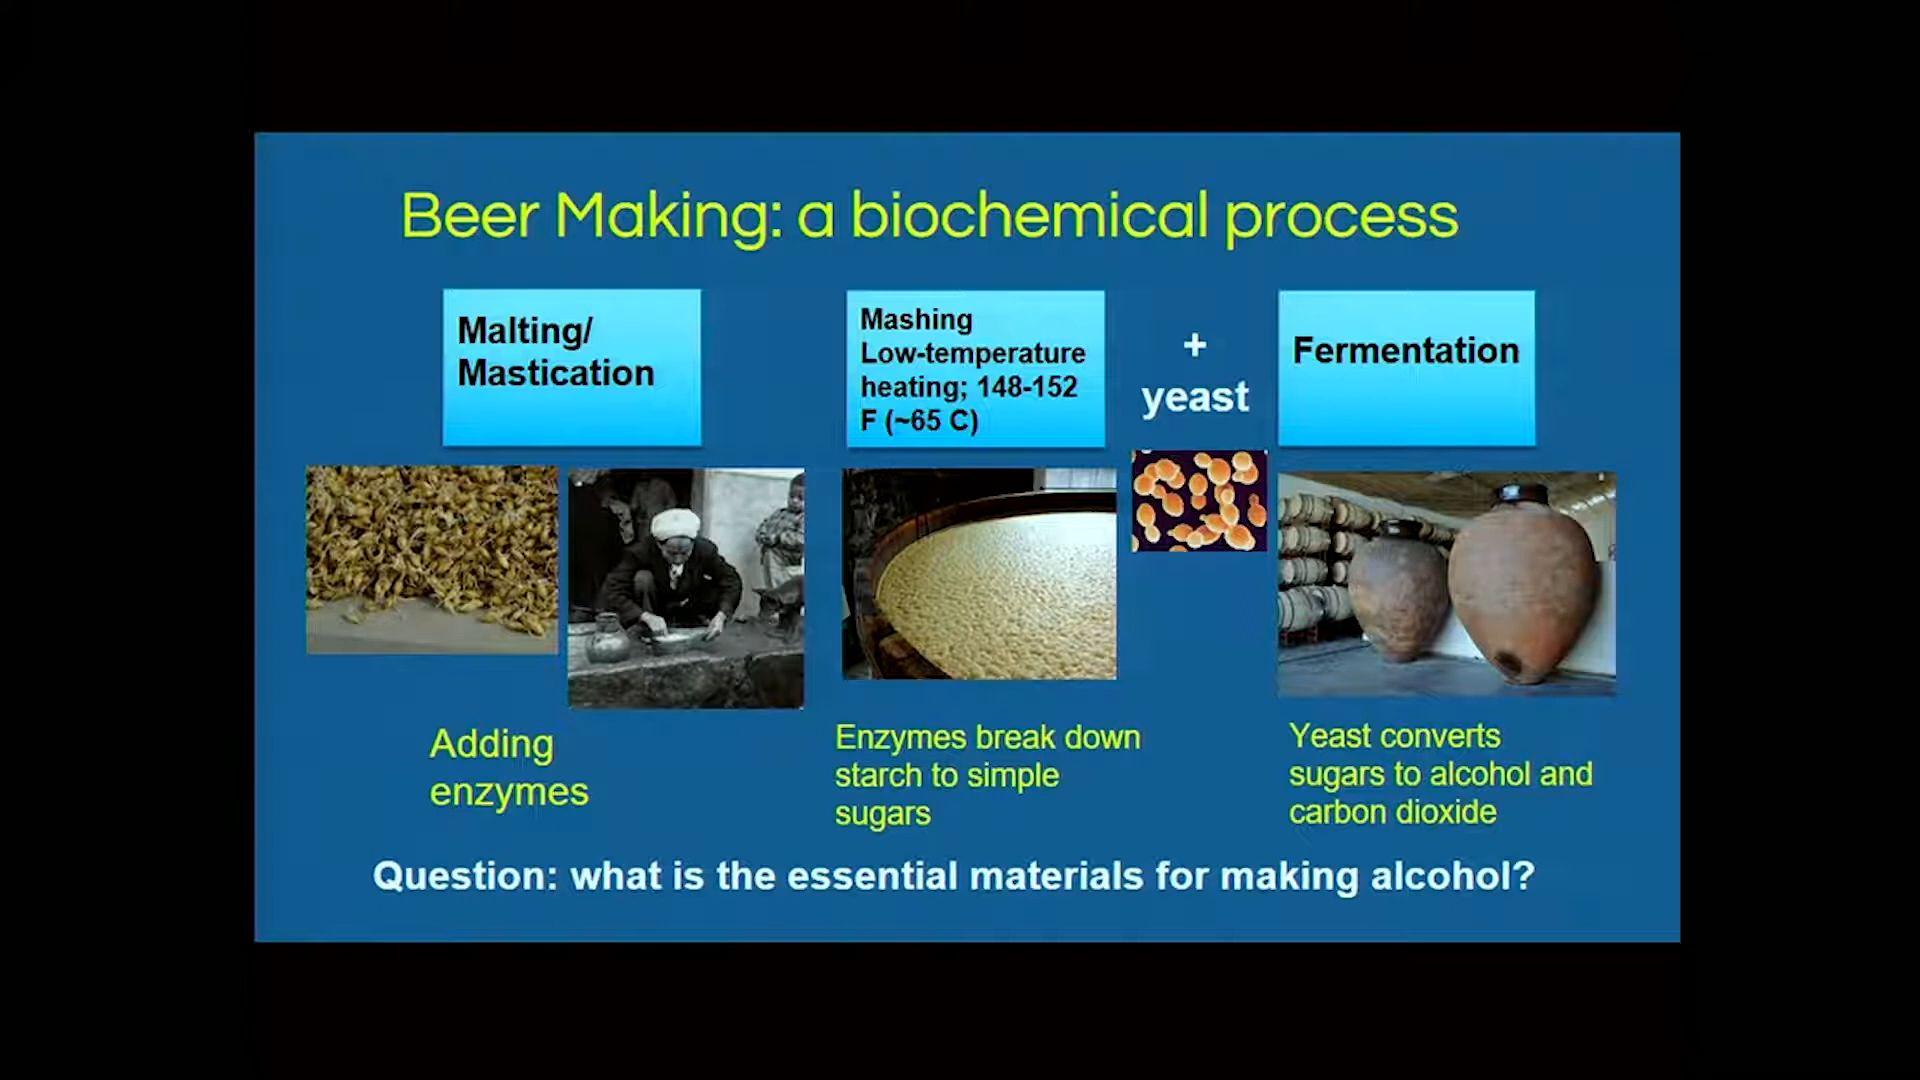 Beer Making: a biochemical process
Malting/
Mastication
Mashing
Low-temperature
heating; 148-152
F (~65 C)
+
yeast
Fermentation
Adding
enzymes
Enzymes break down
starch to simple
sugars
Yeast converts
sugars to alcohol and
carbon dioxide
Question: what is the essential materials for making alcohol?